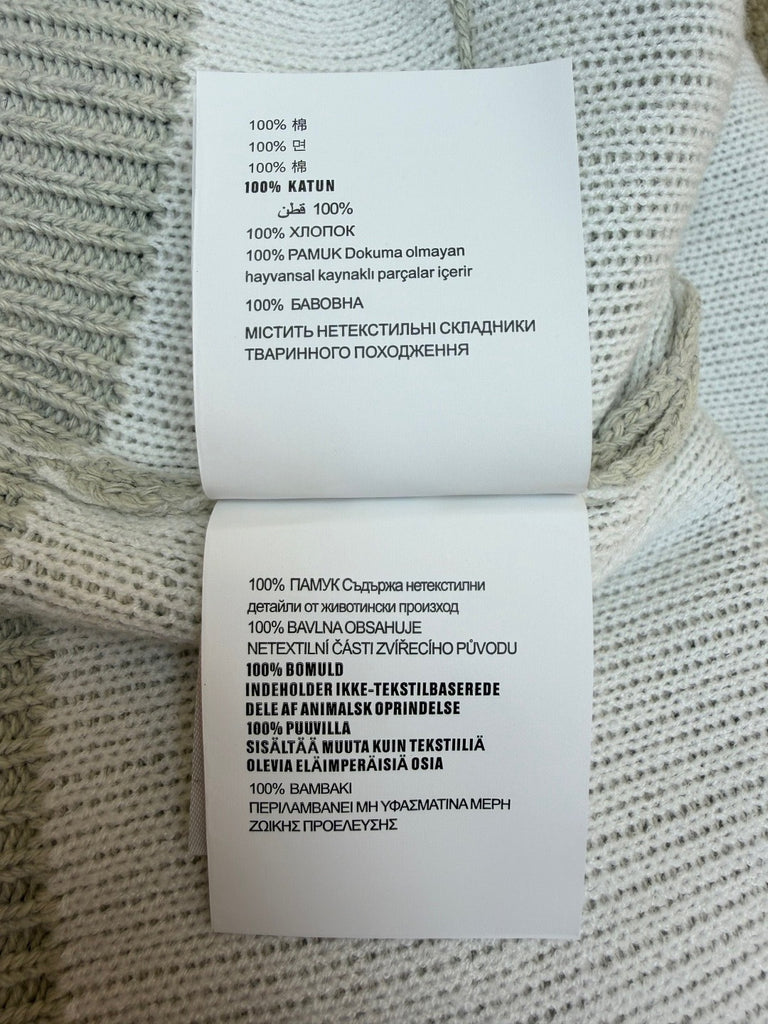 100% 棉
100% 면
100% 棉
100% KATUN
100% قطن
100% ХЛОПОК
100% PAMUK Dokuma olmayan
hayvansal kaynaklı parçalar içerir
100% БАВОВНА
МІСТИТЬ НЕТЕКСТИЛЬНІ СКЛАДНИКИ
ТВАРИННОГО ПОХОДЖЕННЯ
100% ПАМУК Съдържа нетекстилни
детайли от животински произход
100% BAVLNA OBSAHUJE
NETEXTILNÍ ČÁSTI ZVÍŘECÍHO PŮVODU
100% BOMULD
INDEHOLDER IKKE-TEKSTILBASEREDE
DELE AF ANIMALSK OPRINDELSE
100% PUUVILLA
SISÄLTÄÄ MUUTA KUIN TEKSTIILIÄ
OLEVIA ELÄIMPERÄISIÄ OSIA
100% ΒΑΜΒΑΚΙ
ΠΕΡΙΛΑΜΒΑΝΕΙ ΜΗ ΥΦΑΣΜΑΤΙΝΑ ΜΕΡΗ
ΖΩΙΚΗΣ ΠΡΟΕΛΕΥΣΗΣ